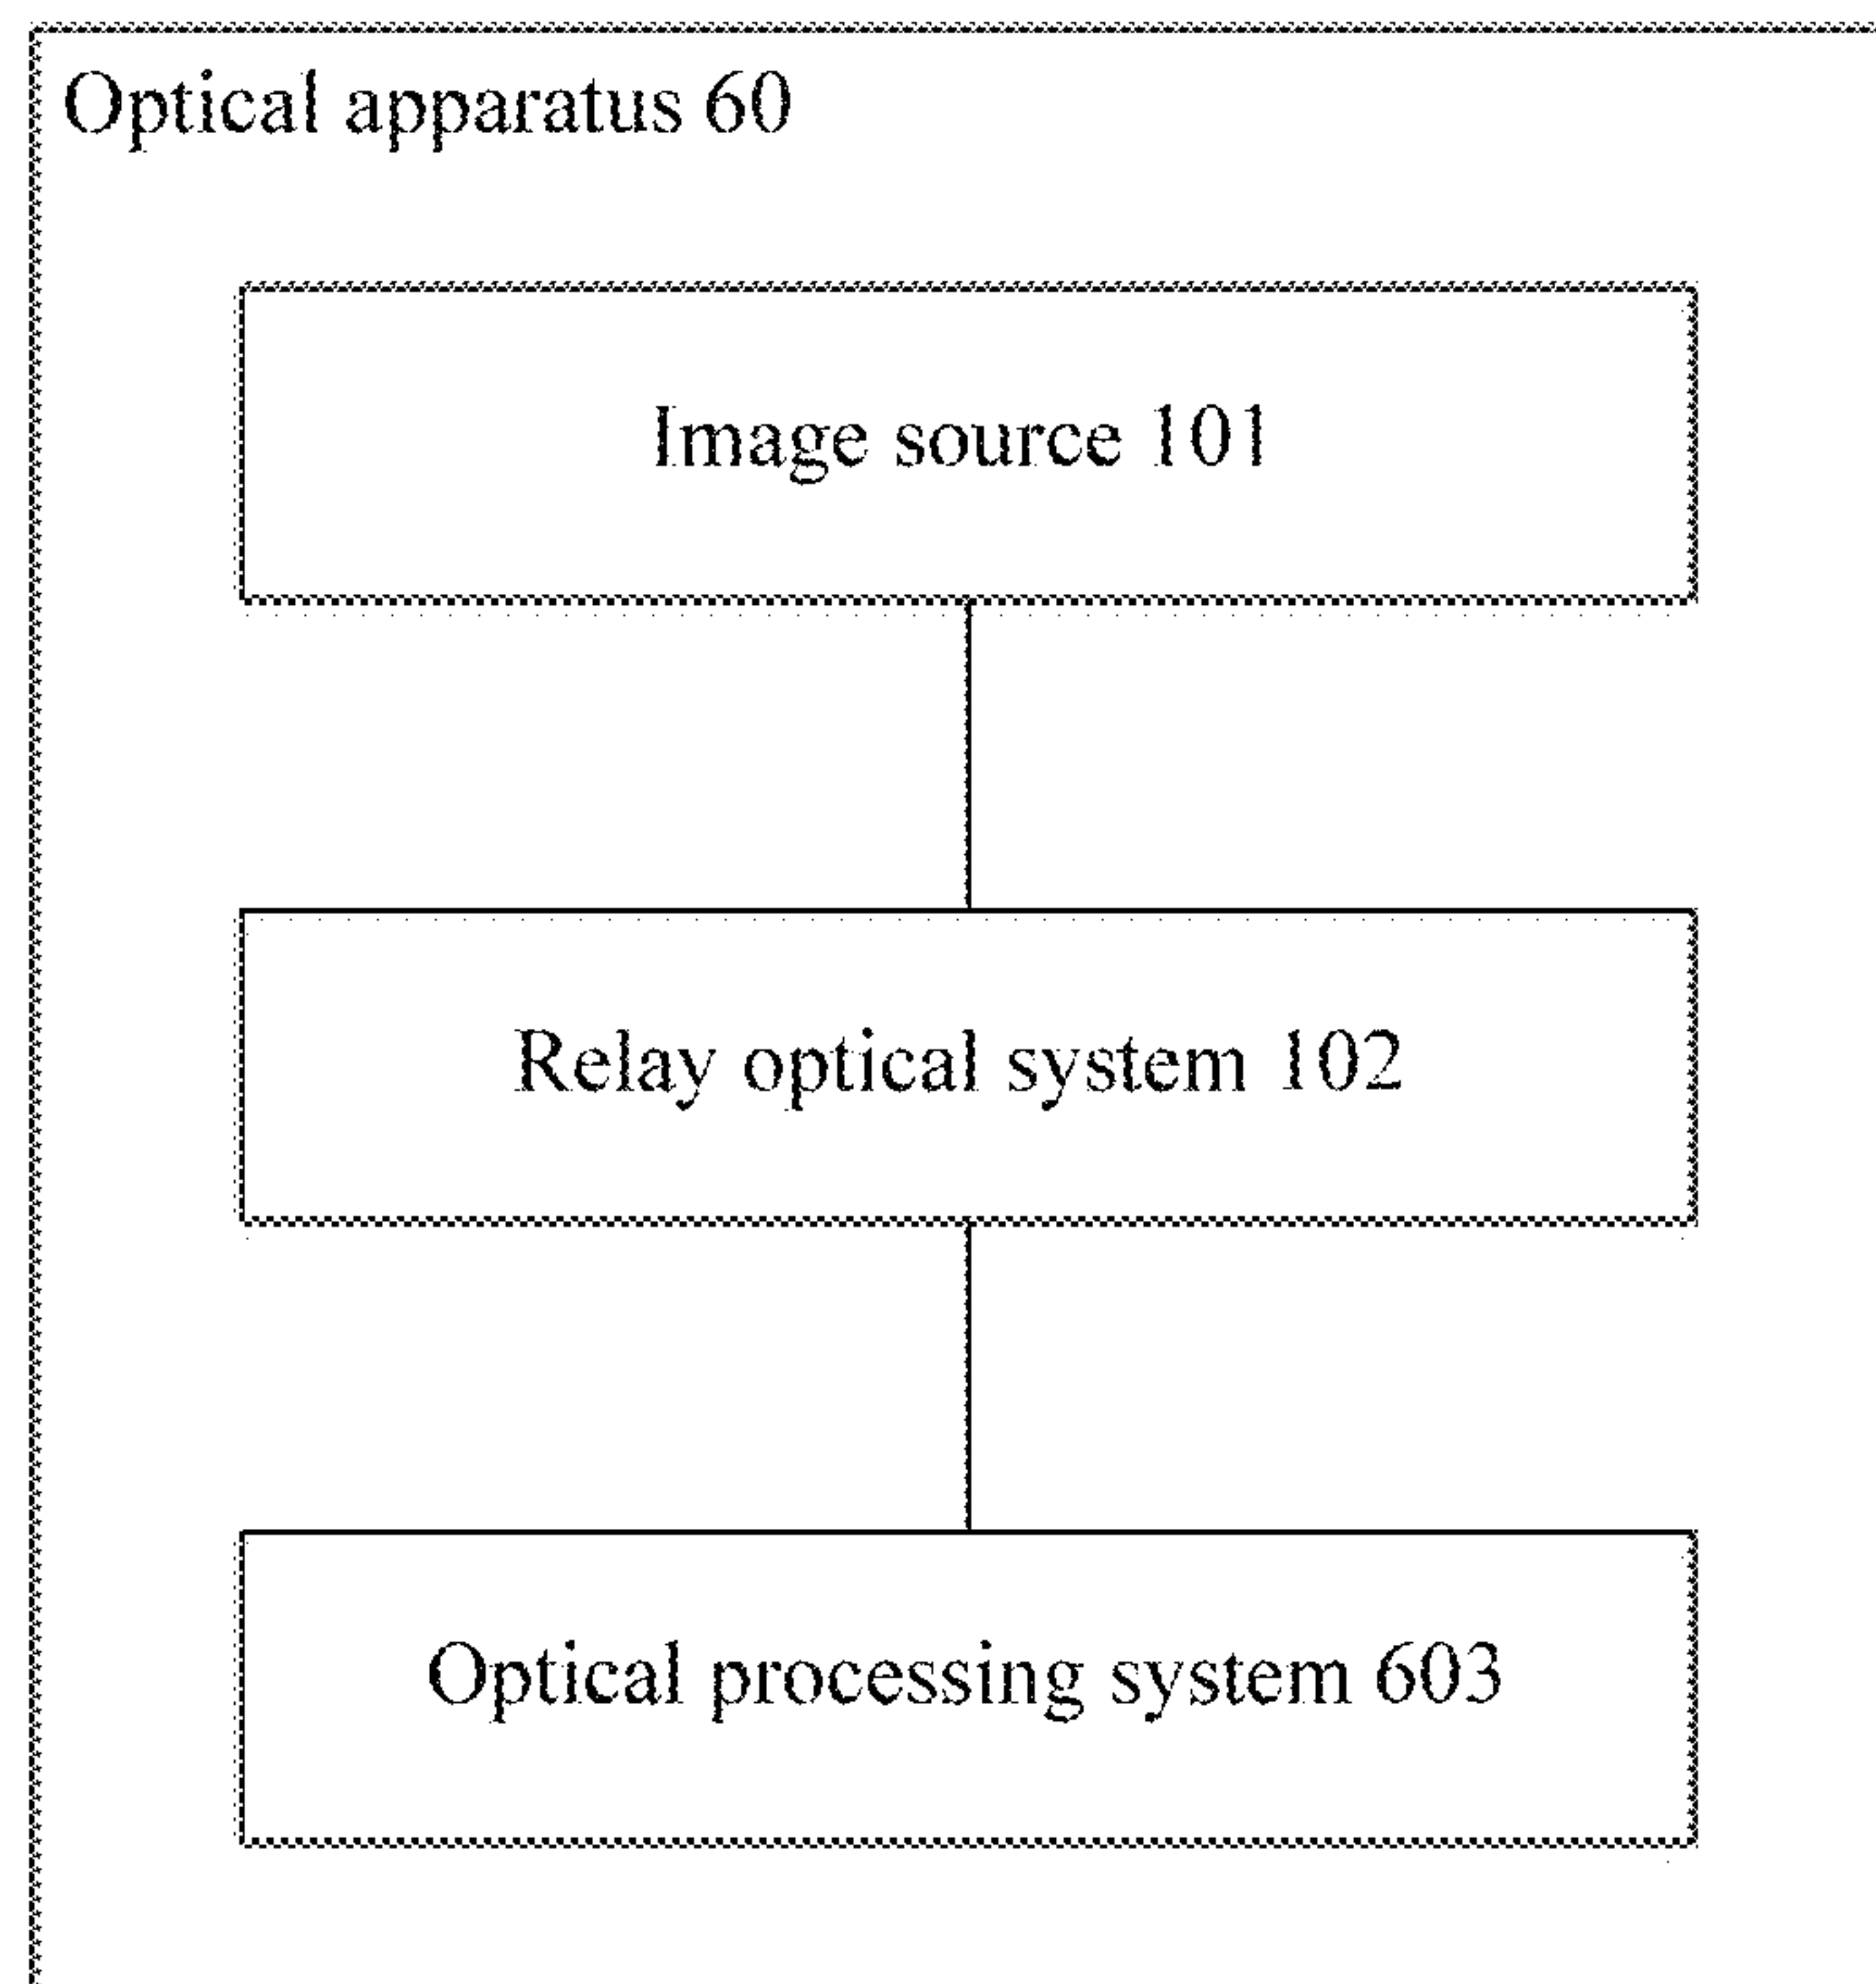 Optical apparatus 60
Image source 101
Relay optical system 102
Optical processing system 603